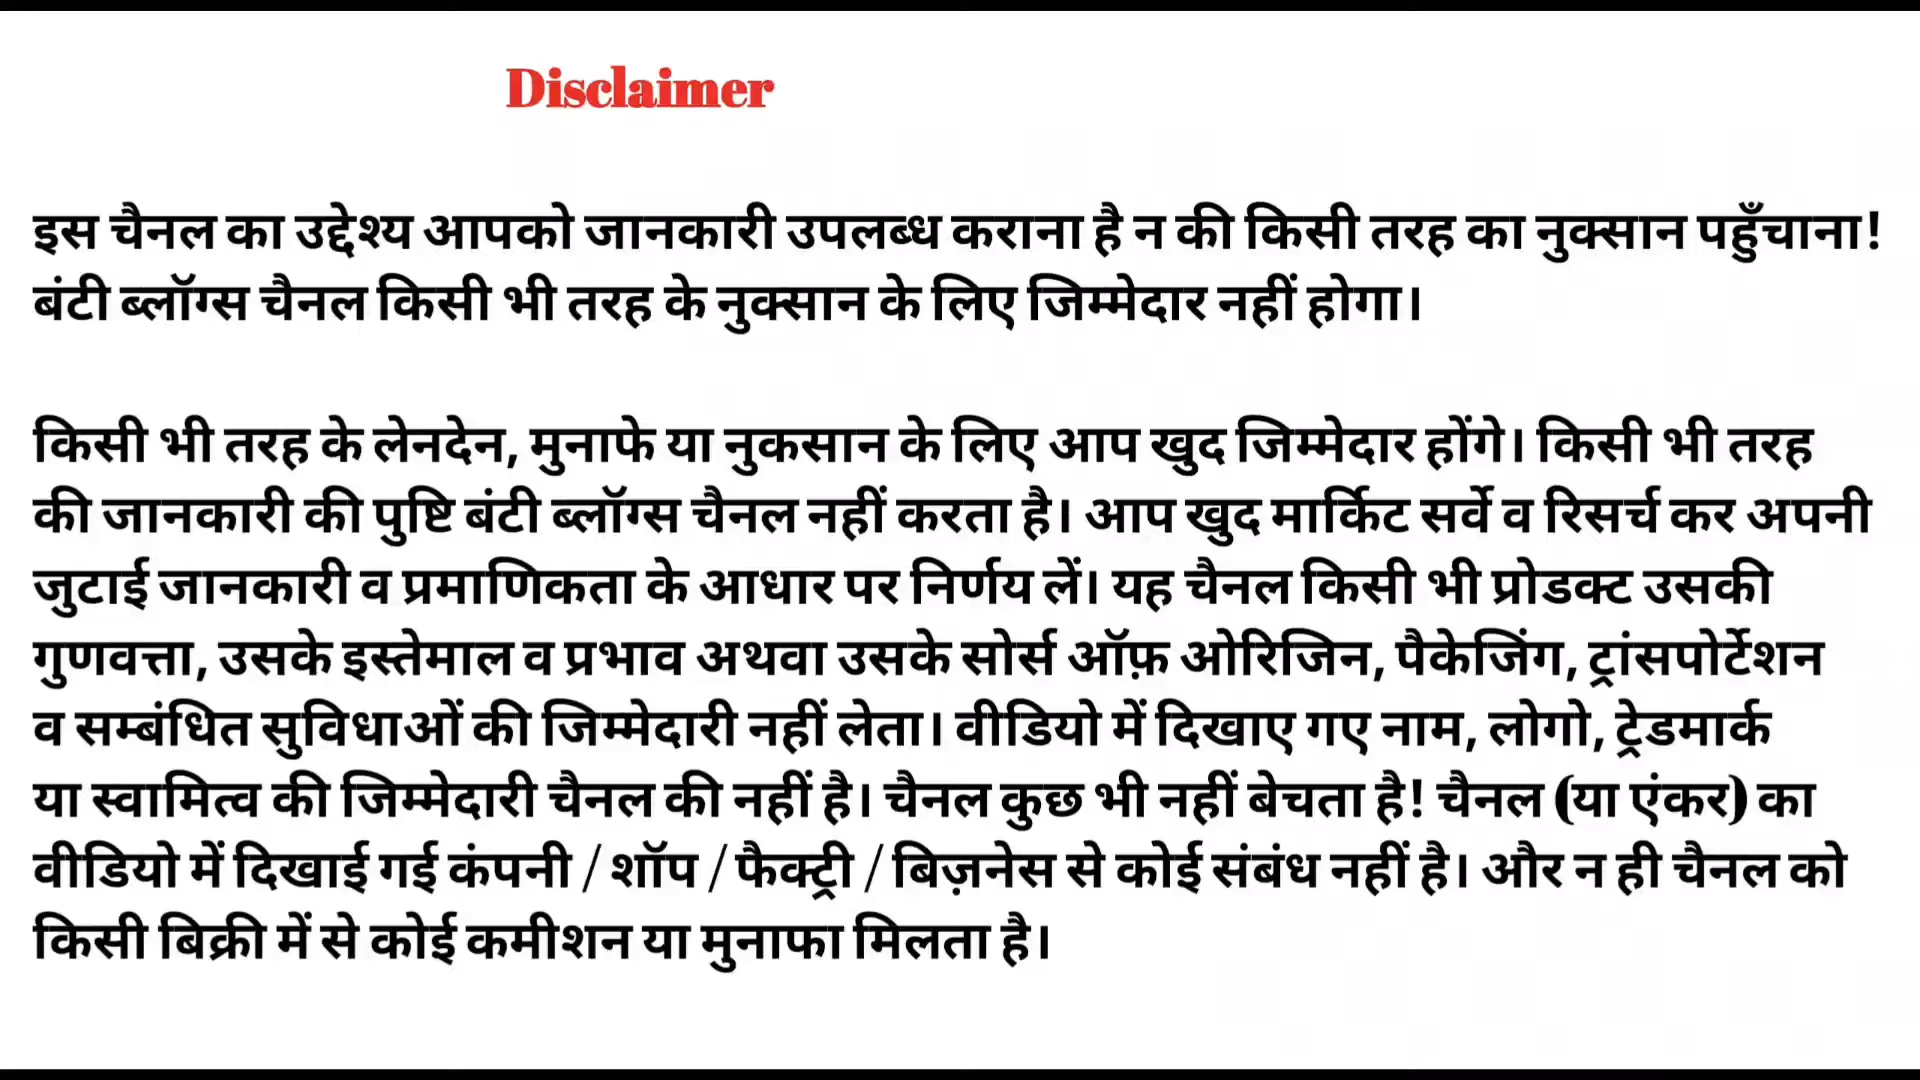 Disclaimer
इस चैनल का उद्देश्य आपको जानकारी उपलब्ध कराना है न की किसी तरह का नुक्सान पहुँचाना!
बंटी ब्लॉग्स चैनल किसी भी तरह के नुक्सान के लिए जिम्मेदार नहीं होगा।
किसी भी तरह के लेनदेन, मुनाफे या नुकसान के लिए आप खुद जिम्मेदार होंगे। किसी भी तरह
की जानकारी की पुष्टि बंटी ब्लॉग्स चैनल नहीं करता है। आप खुद मार्किट सर्वे व रिसर्च कर अपनी
जुटाई जानकारी व प्रमाणिकता के आधार पर निर्णय लें। यह चैनल किसी भी प्रोडक्ट उसकी
गुणवत्ता, उसके इस्तेमाल व प्रभाव अथवा उसके सोर्स ऑफ़ ओरिजिन, पैकेजिंग, ट्रांसपोर्टेशन
व सम्बंधित सुविधाओं की जिम्मेदारी नहीं लेता। वीडियो में दिखाए गए नाम, लोगो, ट्रेडमार्क
या स्वामित्व की जिम्मेदारी चैनल की नहीं है। चैनल कुछ भी नहीं बेचता है! चैनल (या एंकर) का
वीडियो में दिखाई गई कंपनी / शॉप / फैक्ट्री / बिज़नेस से कोई संबंध नहीं है। और न ही चैनल को
किसी बिक्री में से कोई कमीशन या मुनाफा मिलता है।